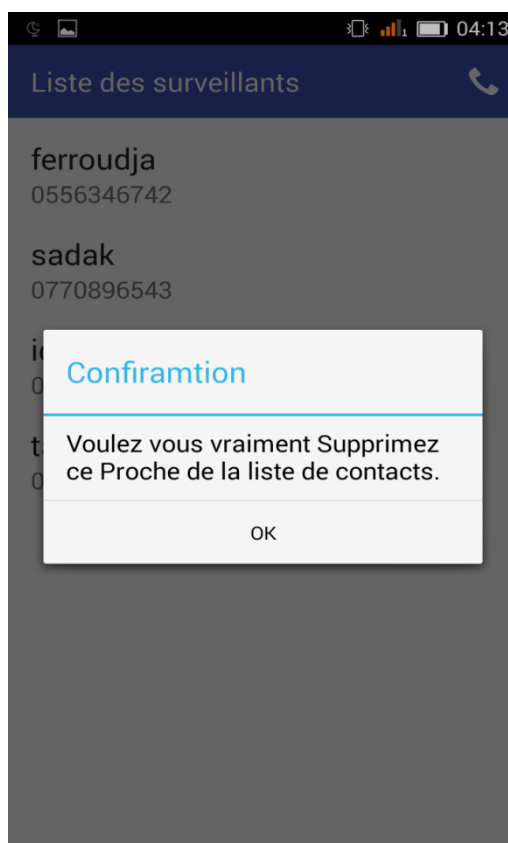 04:13
Liste des surveillants
ferroudja
0556346742
sadak
0770896543
Confiramtion
Voulez vous vraiment Supprimez
ce Proche de la liste de contacts.
OK